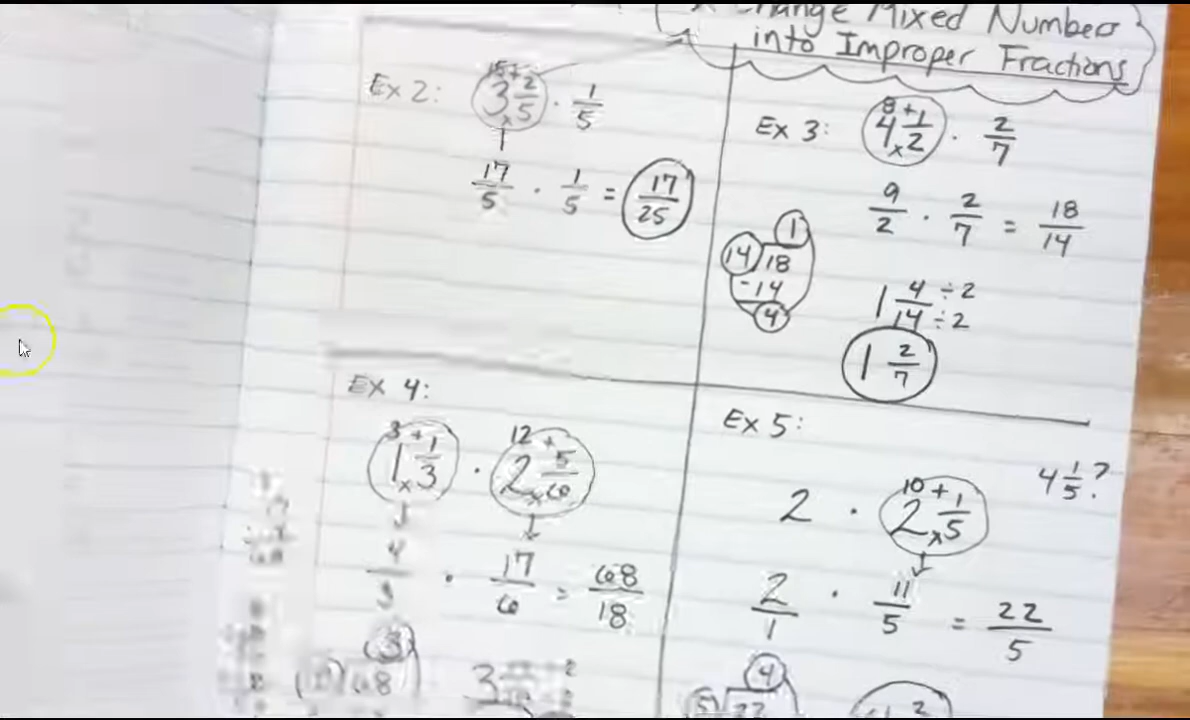 Change Mixed Numbers
into Improper Fractions
Ex 2: 15 + 3 2/5 x · 1/5
17/5 · 1/5 = 17/25
Ex 3: 8 + 4 1/2 x · 2/7
9/2 · 2/7 = 18/14
1
14 18
-14
4
1 4/14 ÷2 ÷2
1 2/7
Ex 4:
3 + 1 1/3 x · 12 + 2 5/6 x
4/3 · 17/6 = 68/18
68
3
Ex 5:
4 1/5?
2 · 10 + 2 1/5 x
2/1 · 11/5 = 22/5
4
5 22
2